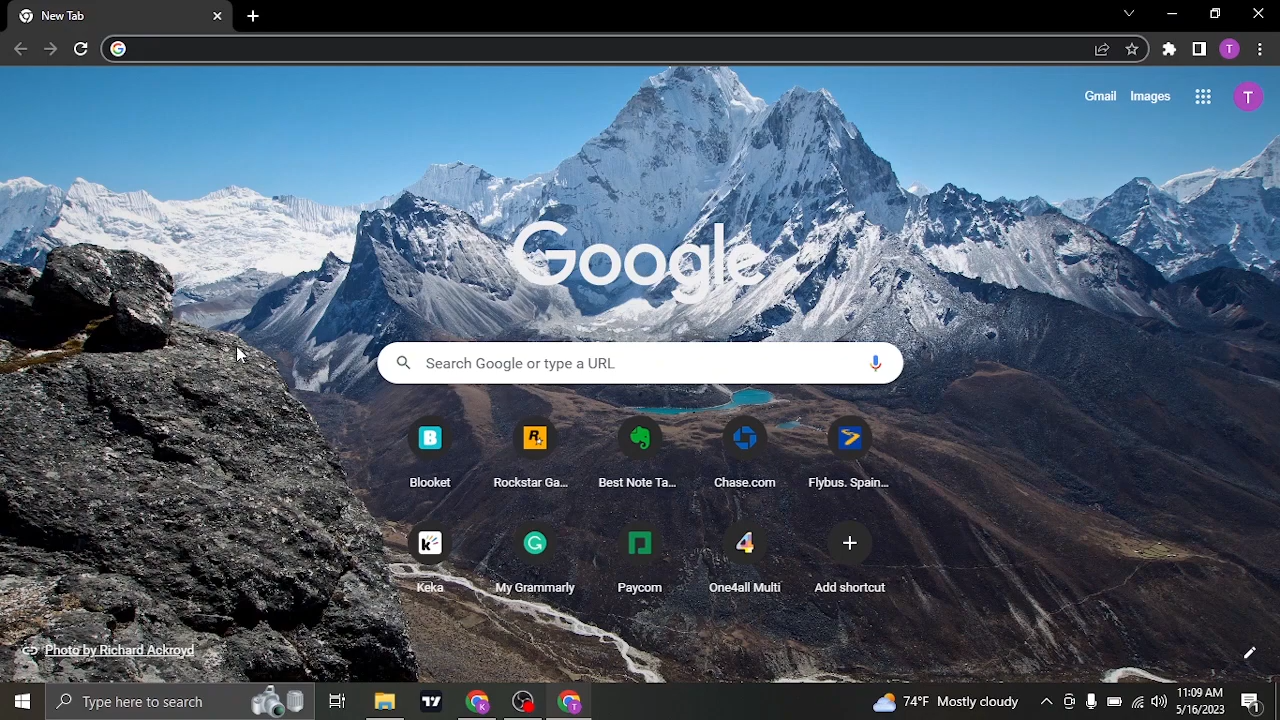 New Tab
Gmail Images
T
T
Google
Search Google or type a URL
Blooket
Rockstar Ga...
Best Note Ta...
Chase.com
Flybus. Spain...
Keka
My Grammarly
Paycom
One4all Multi
Add shortcut
Photo by Richard Ackroyd
Type here to search
74°F Mostly cloudy
11:09 AM
5/16/2023